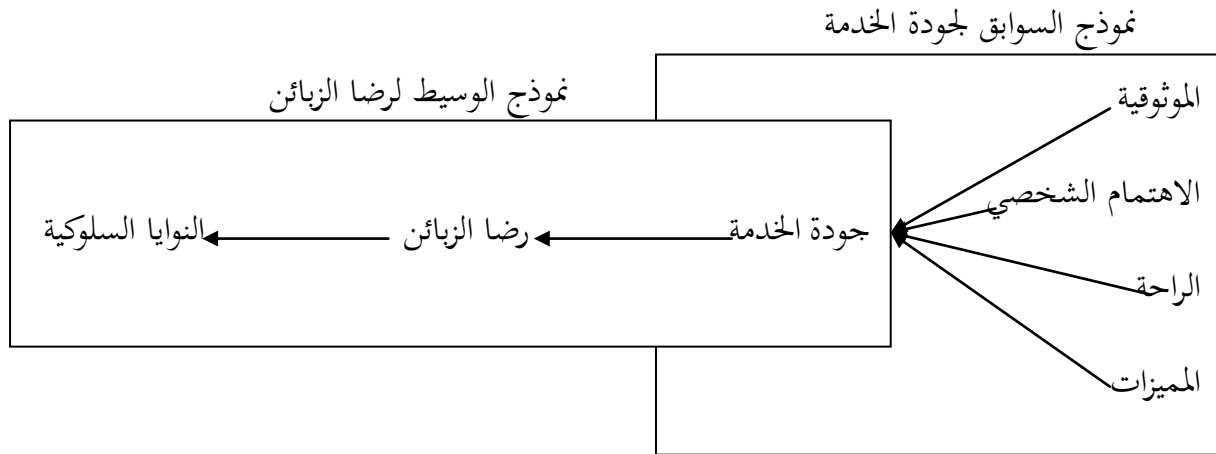 نموذج السوابق لجودة الخدمة
نموذج الوسيط لرضا الزبائن
الموثوقية
الاهتمام الشخصي
جودة الخدمة
رضا الزبائن
النوايا السلوكية
الراحة
المميزات